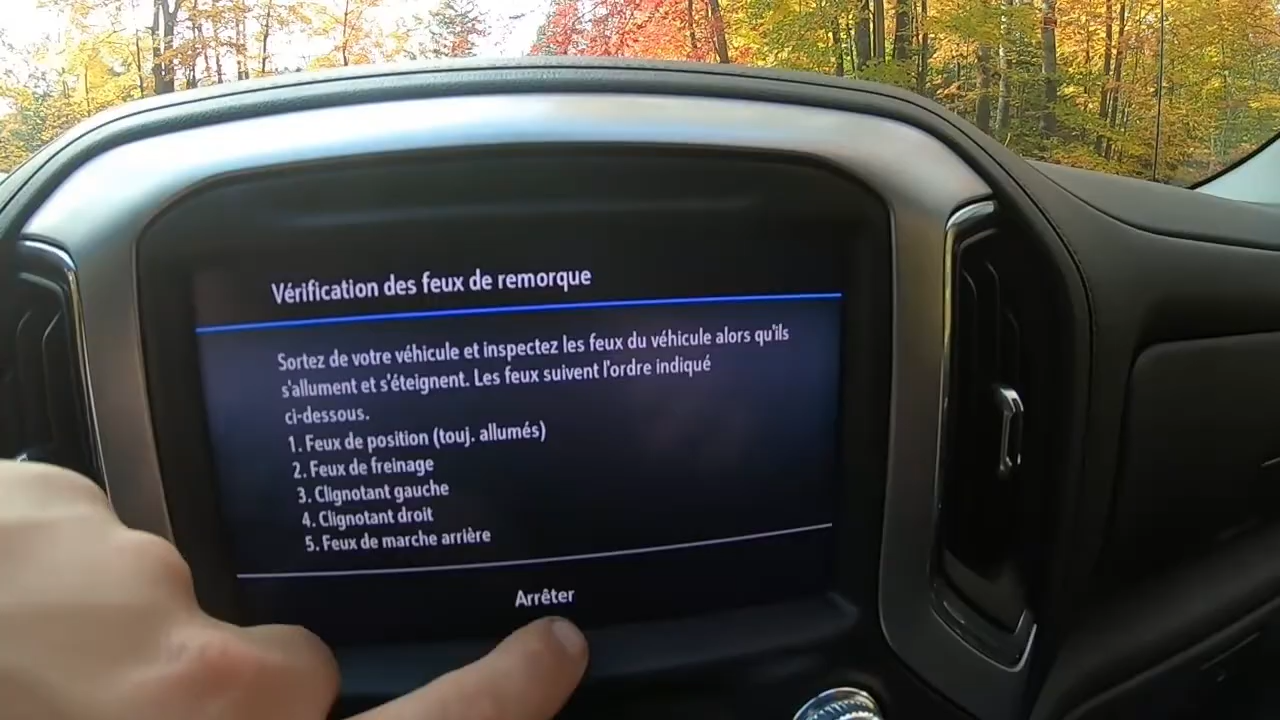 Vérification des feux de remorque
Sortez de votre véhicule et inspectez les feux du véhicule alors qu'ils
s'allument et s'éteignent. Les feux suivent l'ordre indiqué
ci-dessous.
1. Feux de position (touj. allumés)
2. Feux de freinage
3. Clignotant gauche
4. Clignotant droit
5. Feux de marche arrière
Arrêter